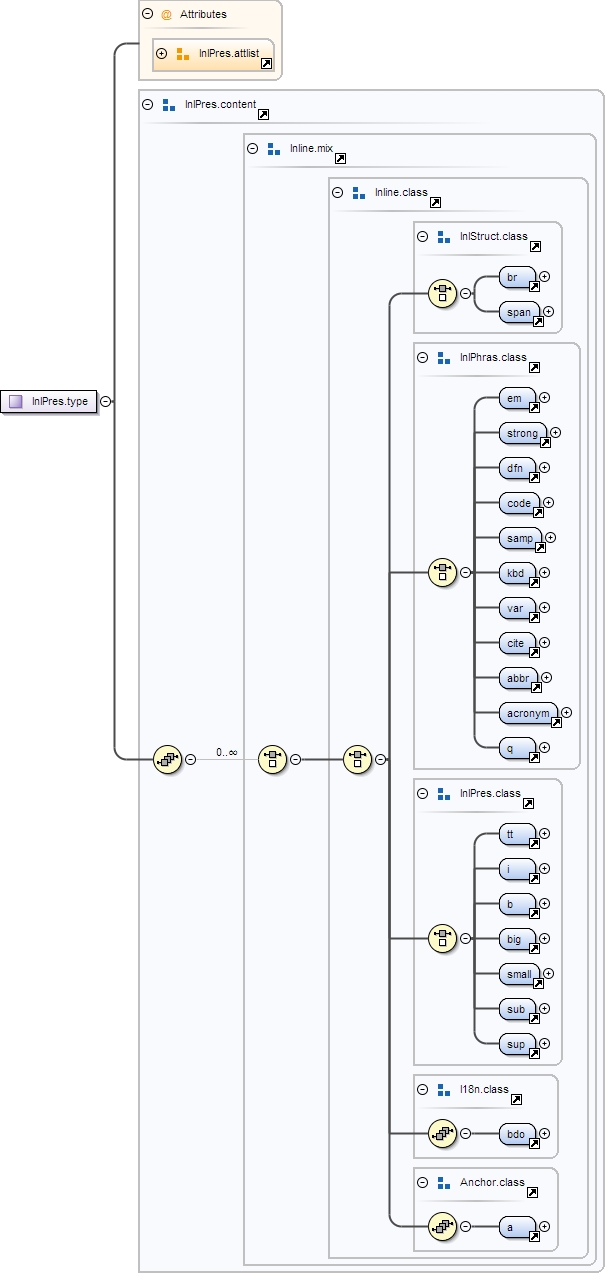 @ Attributes
InlPres.attlist
InlPres.content
Inline.mix
Inline.class
InlStruct.class
br
span
InlPhras.class
InlPres.type
em
strong
dfn
code
samp
kbd
var
cite
abbr
acronym
q
0..∞
InlPres.class
tt
i
b
big
small
sub
sup
I18n.class
bdo
Anchor.class
a